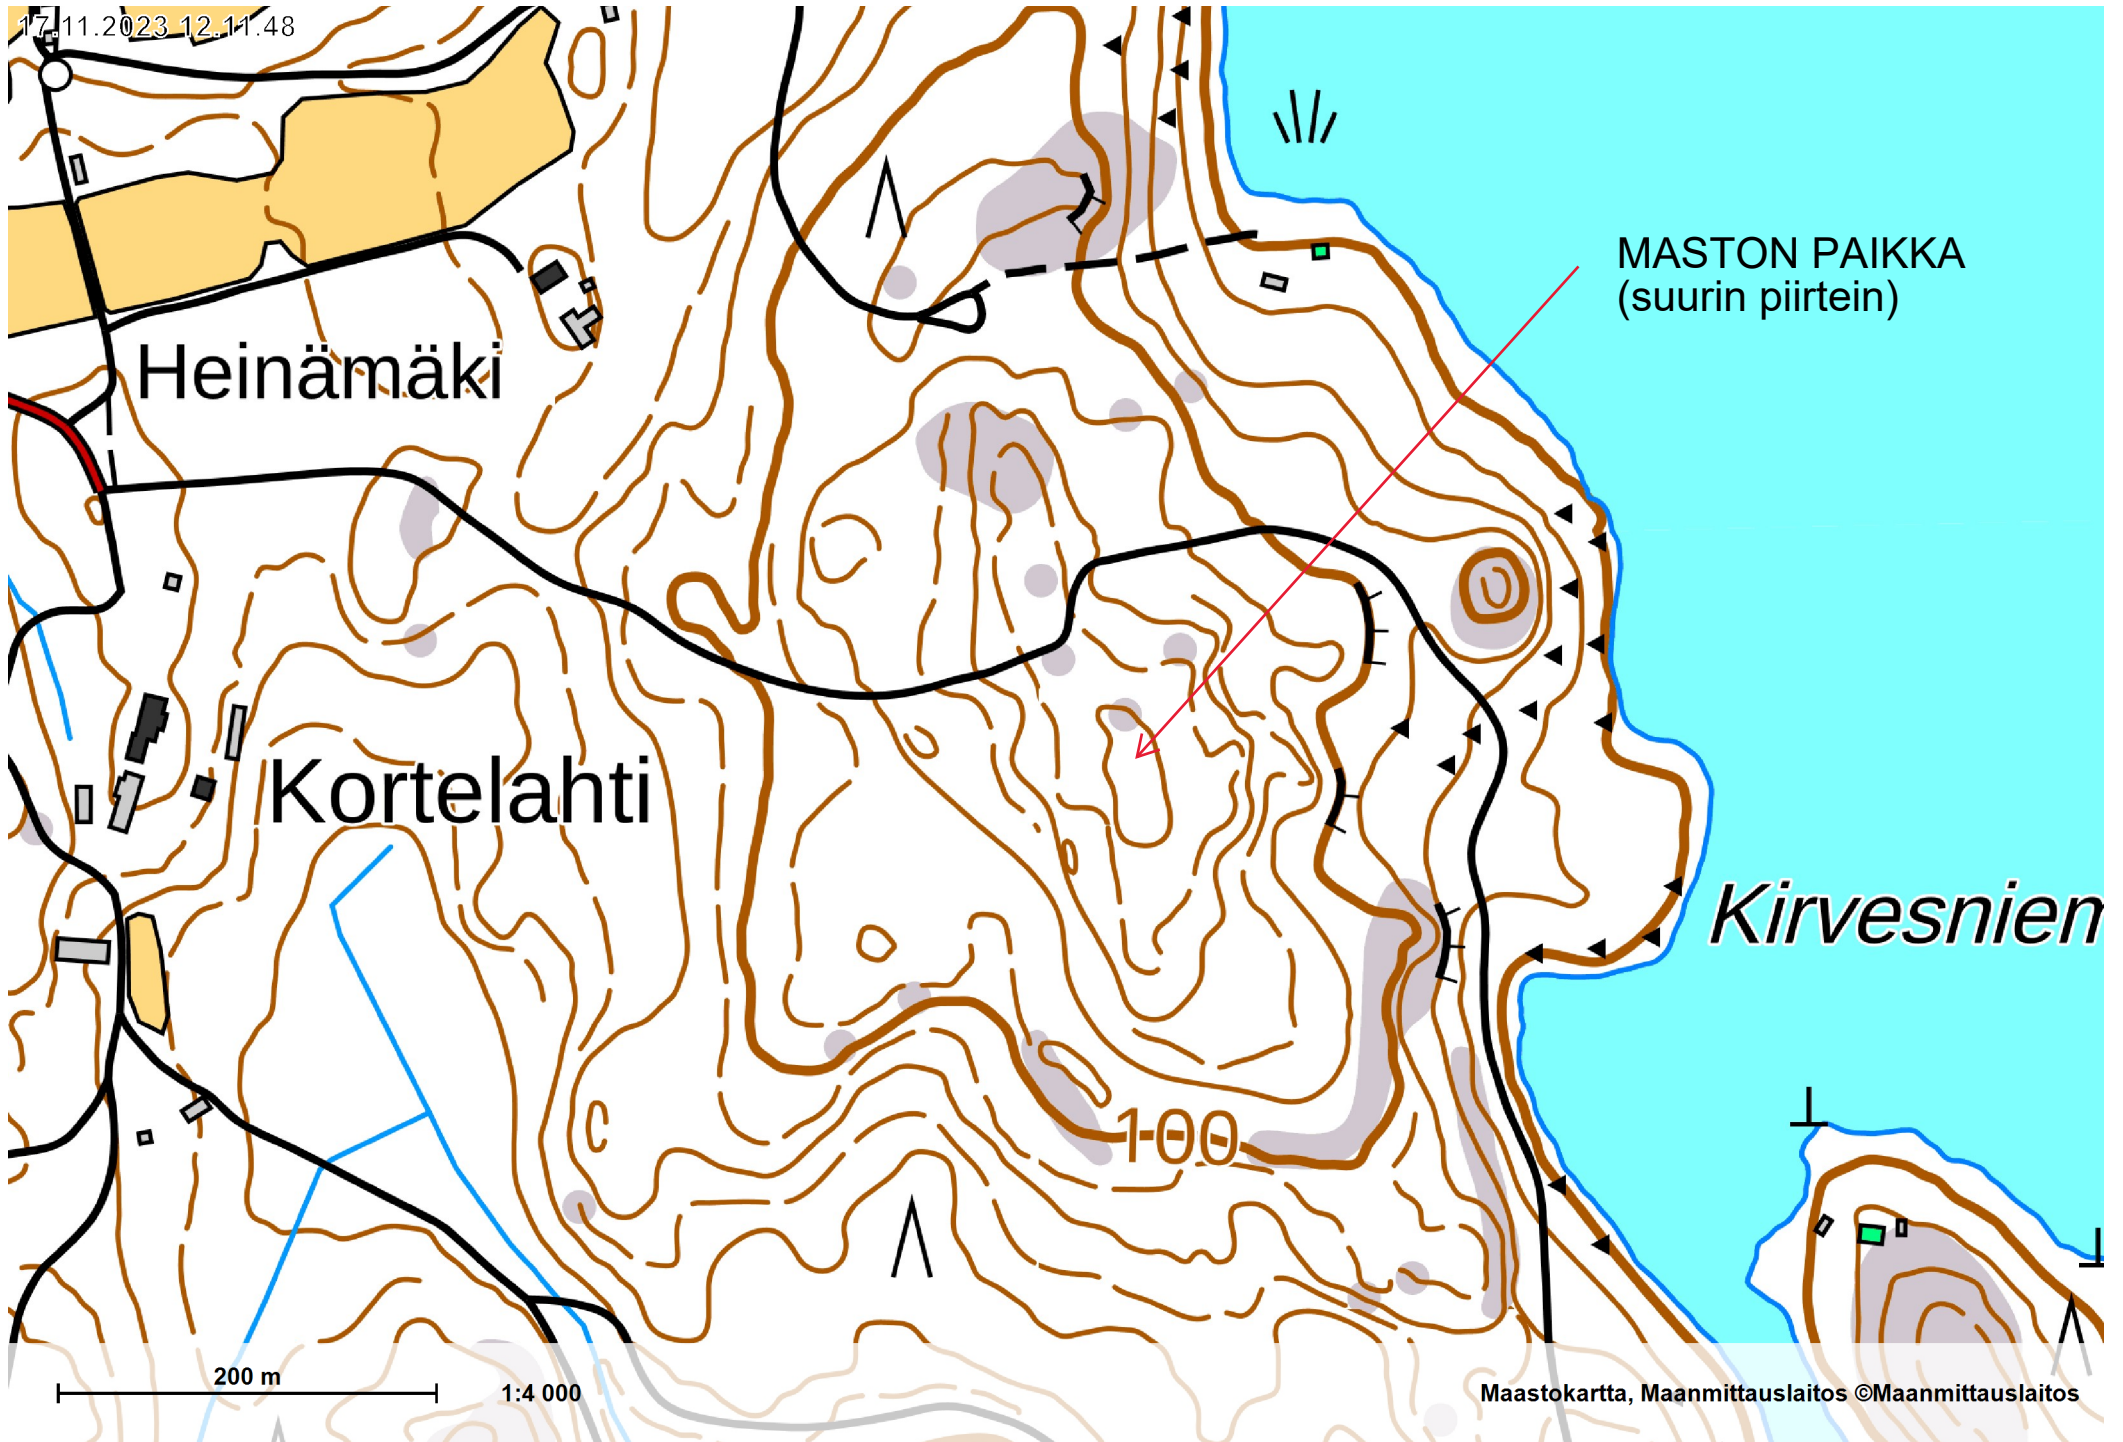 17.11.2023 12.11.48
MASTON PAIKKA
(suurin piirtein)
Heinämäki
Kortelahti
Kirvesniem
100
200 m
1:4 000
Maastokartta, Maanmittauslaitos ©Maanmittauslaitos